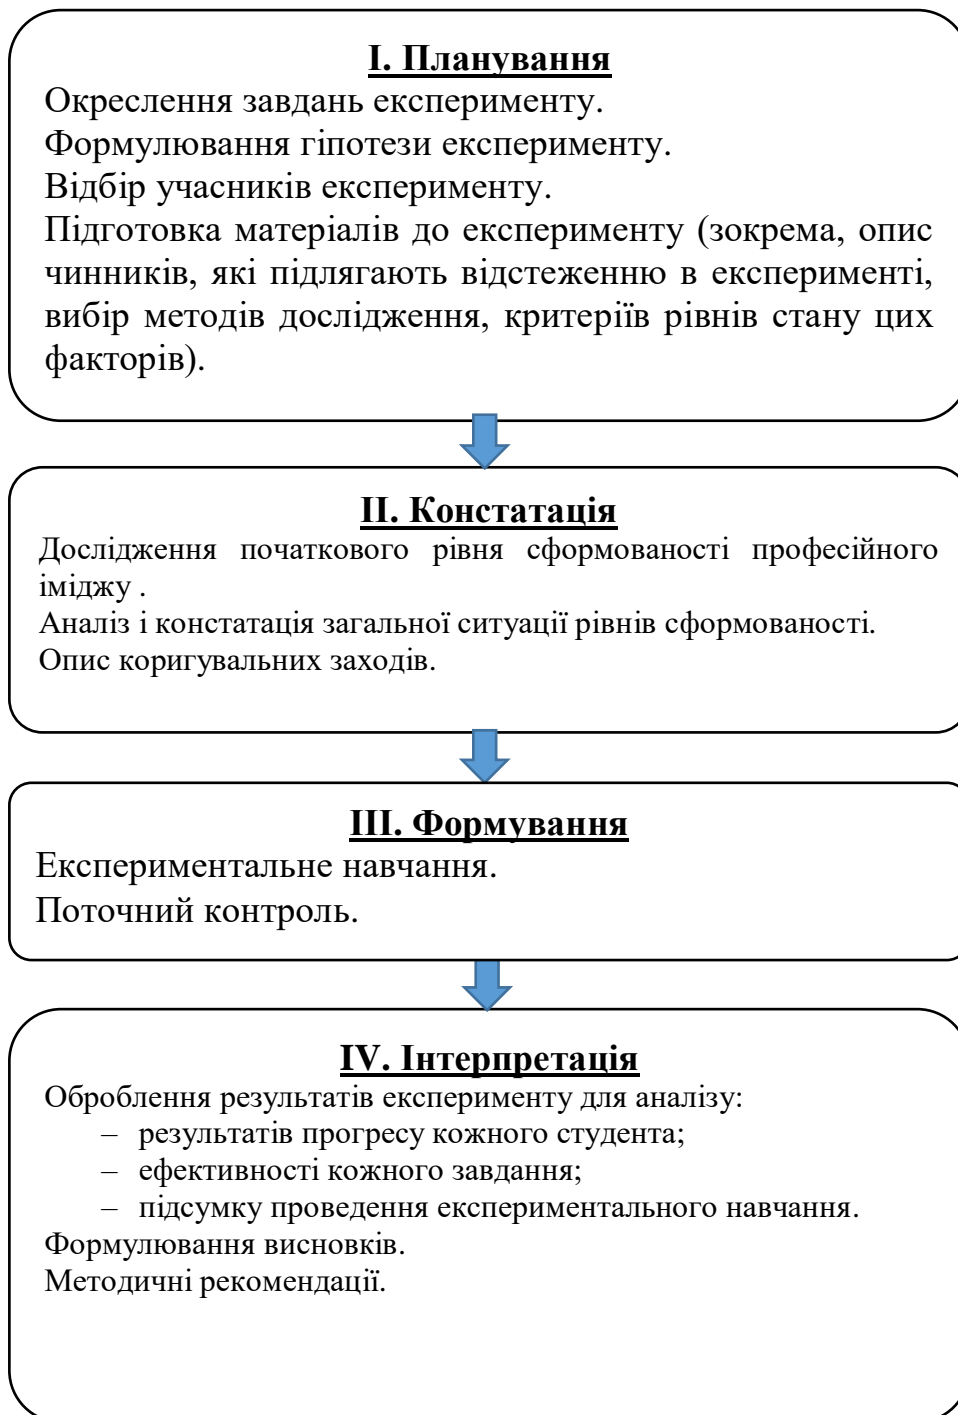 I. Планування
Окреслення завдань експерименту.
Формулювання гіпотези експерименту.
Відбір учасників експерименту.
Підготовка матеріалів до експерименту (зокрема, опис
чинників, які підлягають відстеженню в експерименті,
вибір методів дослідження, критеріїв рівнів стану цих
факторів).
II. Констатація
Дослідження початкового рівня сформованості професійного
іміджу .
Аналіз і констатація загальної ситуації рівнів сформованості.
Опис коригувальних заходів.
III. Формування
Експериментальне навчання.
Поточний контроль.
IV. Інтерпретація
Оброблення результатів експерименту для аналізу:
– результатів прогресу кожного студента;
– ефективності кожного завдання;
– підсумку проведення експериментального навчання.
Формулювання висновків.
Методичні рекомендації.